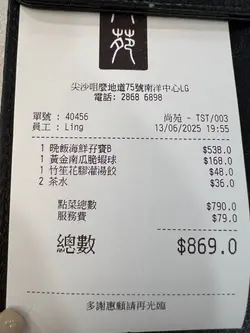 苑
尖沙咀麼地道75號南洋中心LG
電話: 2868 6898
單號 : 40456 尚苑 - TST/003
員工 : Ling 13/06/2025 19:55
1 晚飯海鮮孖寶B $538.0
1 黃金南瓜脆蝦球 $168.0
1 竹笙花膠灌湯餃 $48.0
2 茶水 $36.0
點菜總數 $790.0
服務費 $79.0
總數 $869.0
多謝惠顧請再光臨